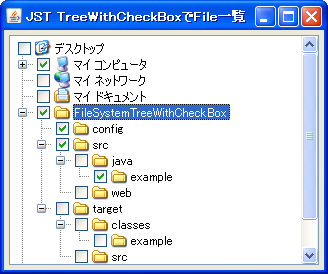 JST TreeWithCheckBoxでFile一覧
デスクトップ
マイ コンピュータ
マイ ネットワーク
マイ ドキュメント
FileSystemTreeWithCheckBox
config
src
java
example
web
target
classes
example
src